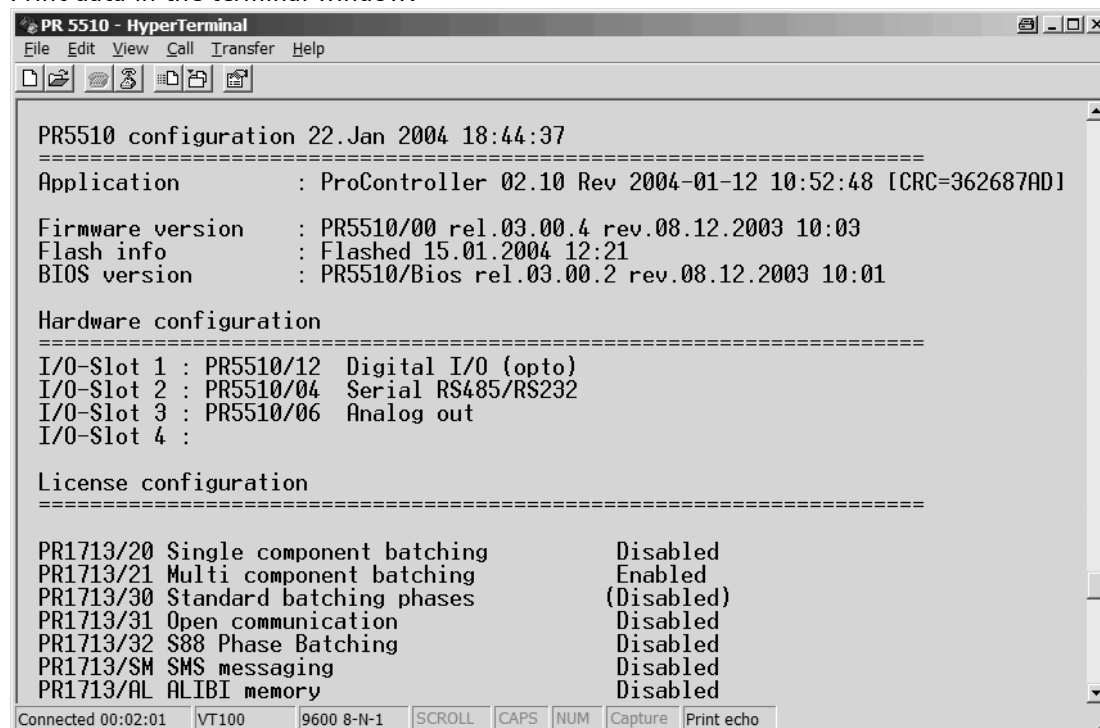 PR 5510 - HyperTerminal
File Edit View Call Transfer Help
PR5510 configuration 22.Jan 2004 18:44:37
=====================================================================
Application : ProController 02.10 Rev 2004-01-12 10:52:48 [CRC=362687AD]
Firmware version : PR5510/00 rel.03.00.4 rev.08.12.2003 10:03
Flash info : Flashed 15.01.2004 12:21
BIOS version : PR5510/Bios rel.03.00.2 rev.08.12.2003 10:01
Hardware configuration
=====================================================================
I/O-Slot 1 : PR5510/12 Digital I/O (opto)
I/O-Slot 2 : PR5510/04 Serial RS485/RS232
I/O-Slot 3 : PR5510/06 Analog out
I/O-Slot 4 :
License configuration
=====================================================================
PR1713/20 Single component batching Disabled
PR1713/21 Multi component batching Enabled
PR1713/30 Standard batching phases (Disabled)
PR1713/31 Open communication Disabled
PR1713/32 S88 Phase Batching Disabled
PR1713/SM SMS messaging Disabled
PR1713/AL ALIBI memory Disabled
Connected 00:02:01 VT100 9600 8-N-1 SCROLL CAPS NUM Capture Print echo